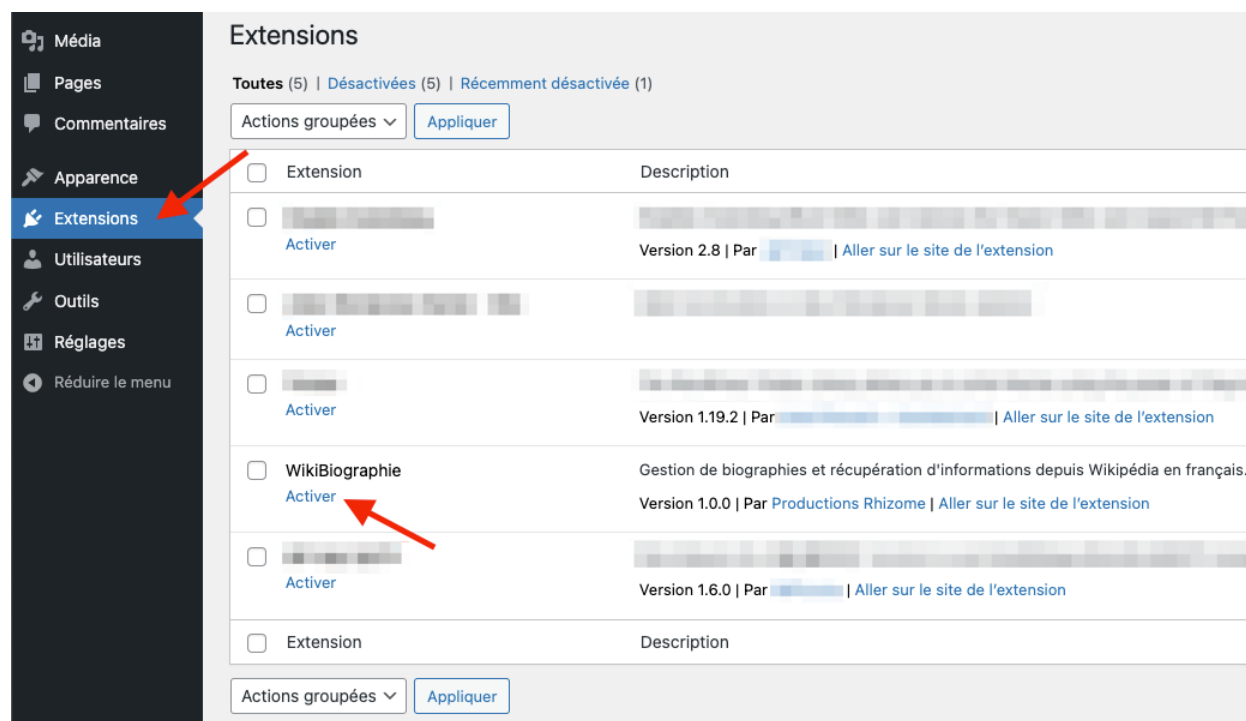 Média
Pages
Commentaires
Apparence
Extensions
Utilisateurs
Outils
Réglages
Réduire le menu
Extensions
Toutes (5) | Désactivées (5) | Récemment désactivée (1)
Actions groupées Appliquer
Extension Description
Activer
Version 2.8 | Par | Aller sur le site de l’extension
Activer
Activer
Version 1.19.2 | Par | Aller sur le site de l’extension
WikiBiographie
Gestion de biographies et récupération d'informations depuis Wikipédia en français.
Activer
Version 1.0.0 | Par Productions Rhizome | Aller sur le site de l’extension
Activer
Version 1.6.0 | Par | Aller sur le site de l’extension
Extension Description
Actions groupées Appliquer